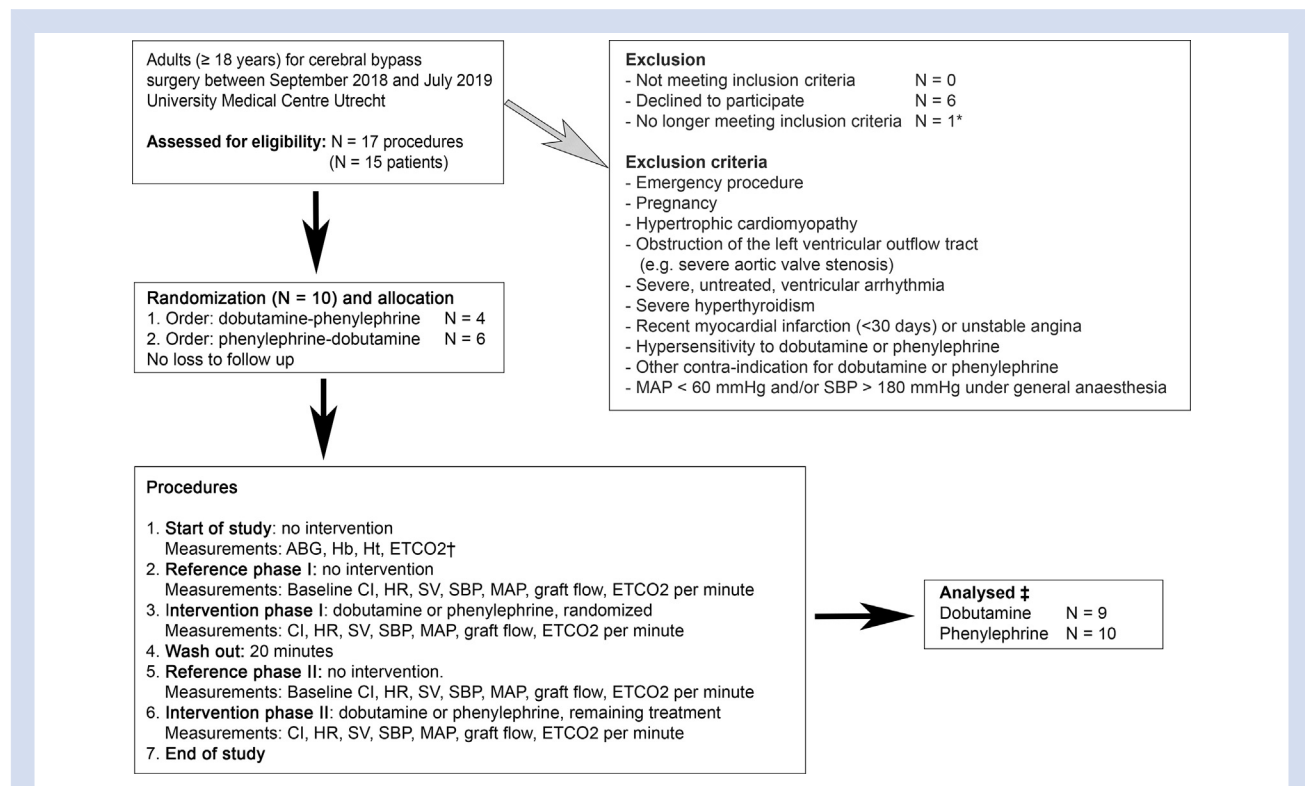 Adults (≥ 18 years) for cerebral bypass
surgery between September 2018 and July 2019
University Medical Centre Utrecht
Assessed for eligibility: N = 17 procedures
(N = 15 patients)
Exclusion
- Not meeting inclusion criteria N = 0
- Declined to participate N = 6
- No longer meeting inclusion criteria N = 1*
Exclusion criteria
- Emergency procedure
- Pregnancy
- Hypertrophic cardiomyopathy
- Obstruction of the left ventricular outflow tract
(e.g. severe aortic valve stenosis)
- Severe, untreated, ventricular arrhythmia
- Severe hyperthyroidism
- Recent myocardial infarction (<30 days) or unstable angina
- Hypersensitivity to dobutamine or phenylephrine
- Other contra-indication for dobutamine or phenylephrine
- MAP < 60 mmHg and/or SBP > 180 mmHg under general anaesthesia
Randomization (N = 10) and allocation
1. Order: dobutamine-phenylephrine N = 4
2. Order: phenylephrine-dobutamine N = 6
No loss to follow up
Procedures
1. Start of study: no intervention
Measurements: ABG, Hb, Ht, ETCO2†
2. Reference phase I: no intervention
Measurements: Baseline CI, HR, SV, SBP, MAP, graft flow, ETCO2 per minute
3. Intervention phase I: dobutamine or phenylephrine, randomized
Measurements: CI, HR, SV, SBP, MAP, graft flow, ETCO2 per minute
4. Wash out: 20 minutes
5. Reference phase II: no intervention.
Measurements: Baseline CI, HR, SV, SBP, MAP, graft flow, ETCO2 per minute
6. Intervention phase II: dobutamine or phenylephrine, remaining treatment
Measurements: CI, HR, SV, SBP, MAP, graft flow, ETCO2 per minute
7. End of study
Analysed ‡
Dobutamine N = 9
Phenylephrine N = 10